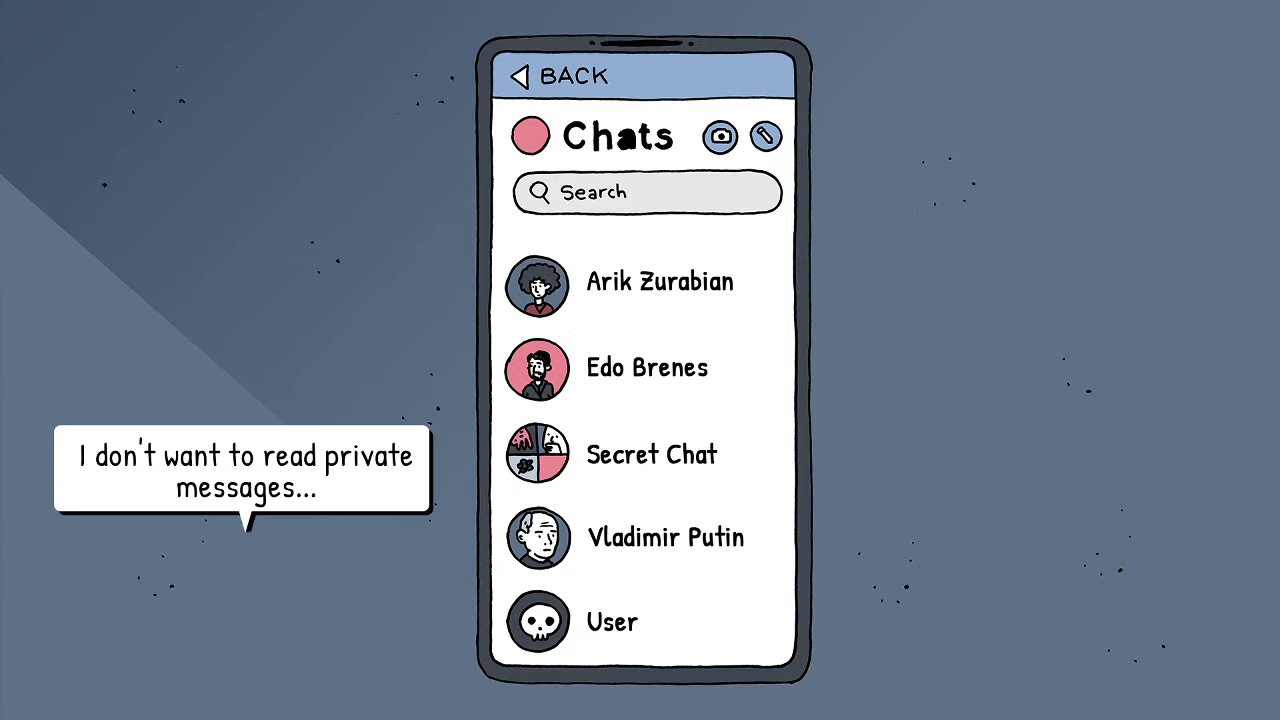 BACK
Chats
Search
Arik Zurabian
Edo Brenes
Secret Chat
Vladimir Putin
User
I don't want to read private
messages...